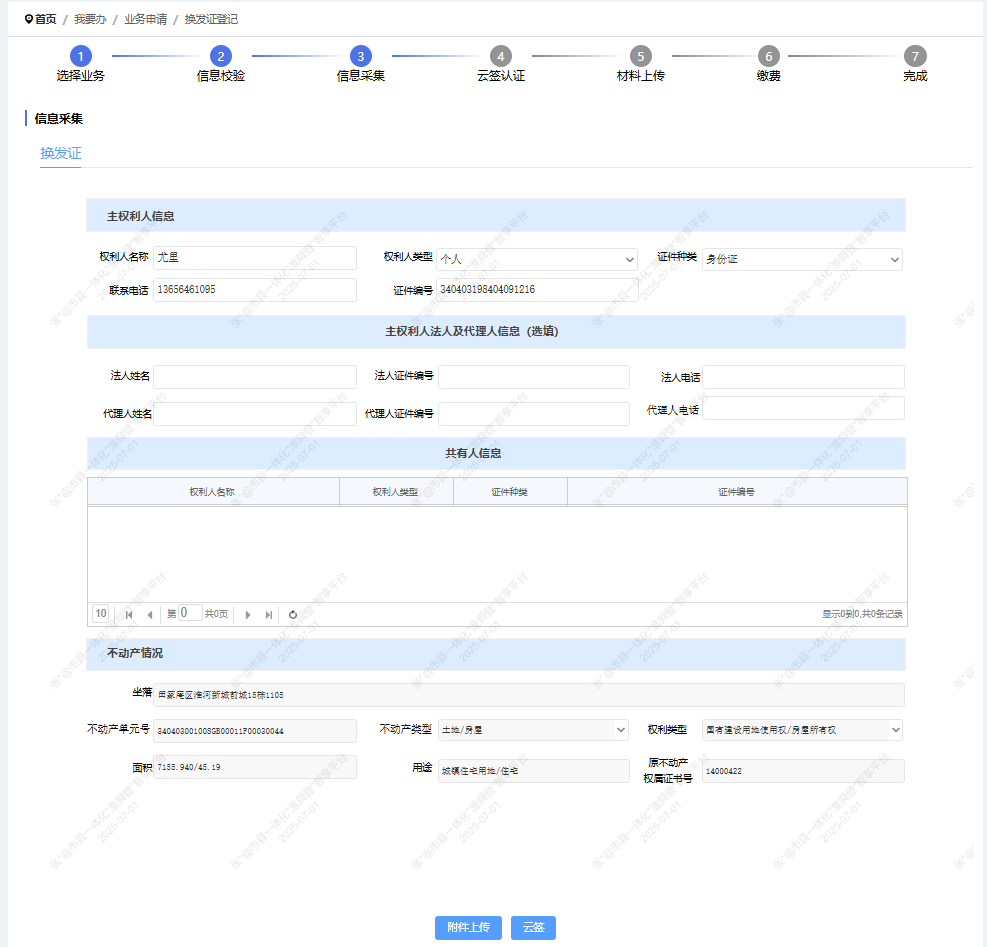 首页 / 我要办 / 业务申请 / 换发证登记
1 2 3 4 5 6 7
选择业务 信息校验 信息采集 云签认证 材料上传 缴费 完成
信息采集
换发证
主权利人信息
权利人名称 尤里 权利人类型 个人 证件种类 身份证
联系电话 13656461095 证件编号 340403198404091216
主权利人法人及代理人信息（选填）
法人姓名 法人证件编号 法人电话
代理人姓名 代理人证件编号 代理人电话
共有人信息
权利人名称 权利人类型 证件种类 证件编号
10 第 0 共0页 显示0到0,共0条记录
不动产情况
坐落 田家庵区淮河新城前城15栋1105
不动产单元号 340403001008GB00011F00030044 不动产类型 土地/房屋 权利类型 国有建设用地使用权/房屋所有权
面积 7155.940/45.19 用途 城镇住宅用地/住宅 原不动产
权属证书号 14000422
附件上传 云签
2025-07-01